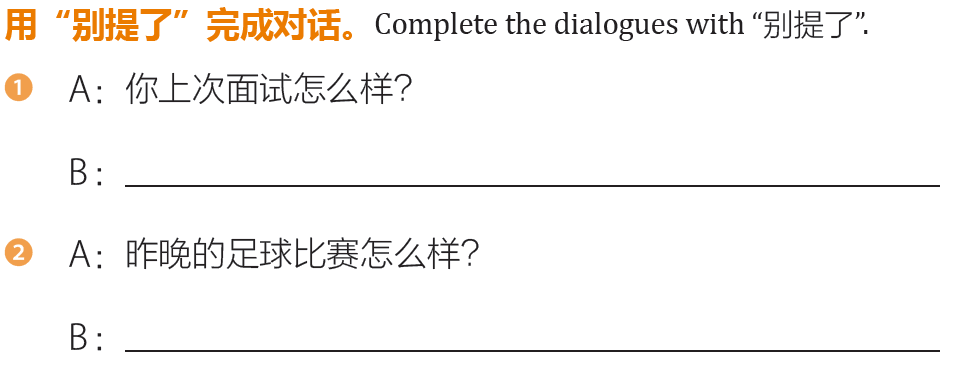 用“别提了”完成对话。Complete the dialogues with “别提了”.
1 A：你上次面试怎么样？
B：
2 A：昨晚的足球比赛怎么样？
B：